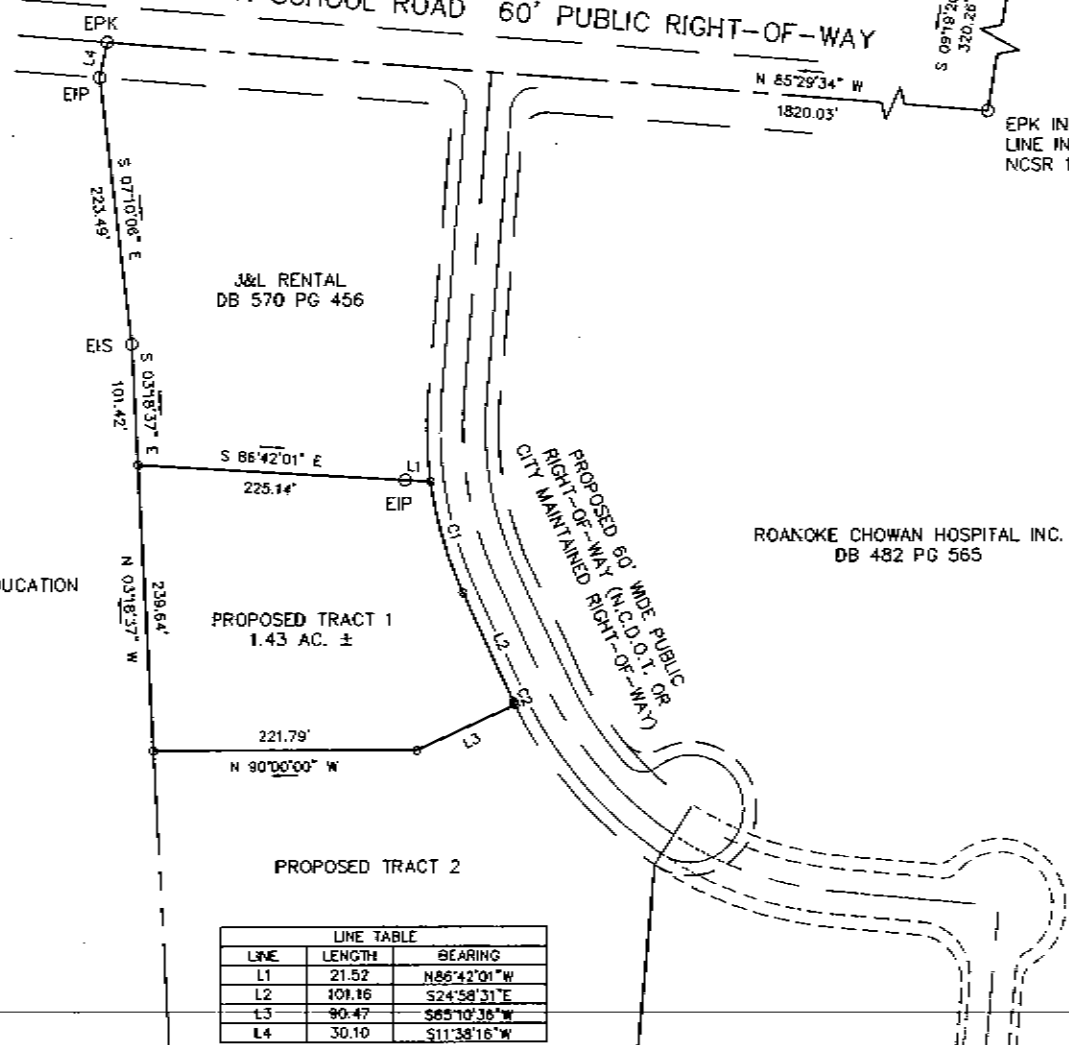 SCHOOL ROAD 60' PUBLIC RIGHT-OF-WAY
S 09°19'
320.26'
EPK
L4
EIP
N 85°29'34" W
1820.03'
EPK IN
LINE IN
NCSR 1
S 07°10'06" E
223.49'
J&L RENTAL
DB 570 PG 456
EIS
S 03°18'37" E
101.42'
S 86°42'01" E
225.14'
L1
EIP
C1
PROPOSED 60' WIDE PUBLIC
RIGHT-OF-WAY (N.C.D.O.T. OR
CITY MAINTAINED RIGHT-OF-WAY)
ROANOKE CHOWAN HOSPITAL INC.
DB 482 PG 565
UCATION
N 03°18'37" W
239.64'
PROPOSED TRACT 1
1.43 AC. ±
L2
C2
L3
221.79'
N 90°00'00" W
PROPOSED TRACT 2
LINE TABLE
LINE LENGTH BEARING
L1 21.52 N86°42'01"W
L2 101.16 S24°58'31"E
L3 90.47 S65°10'36"W
L4 30.10 S11°38'16"W